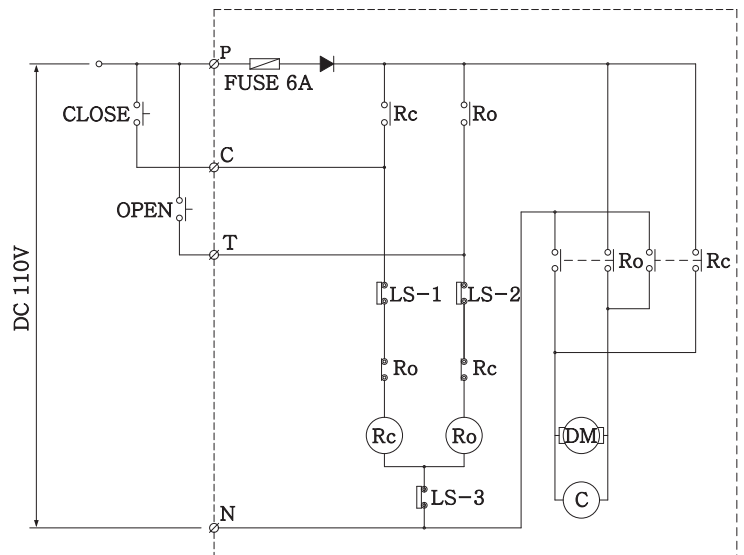 P
FUSE 6A
CLOSE
Rc
Ro
C
OPEN
T
DC 110V
Ro
Rc
LS-1
LS-2
Ro
Rc
Rc
Ro
DM
LS-3
C
N